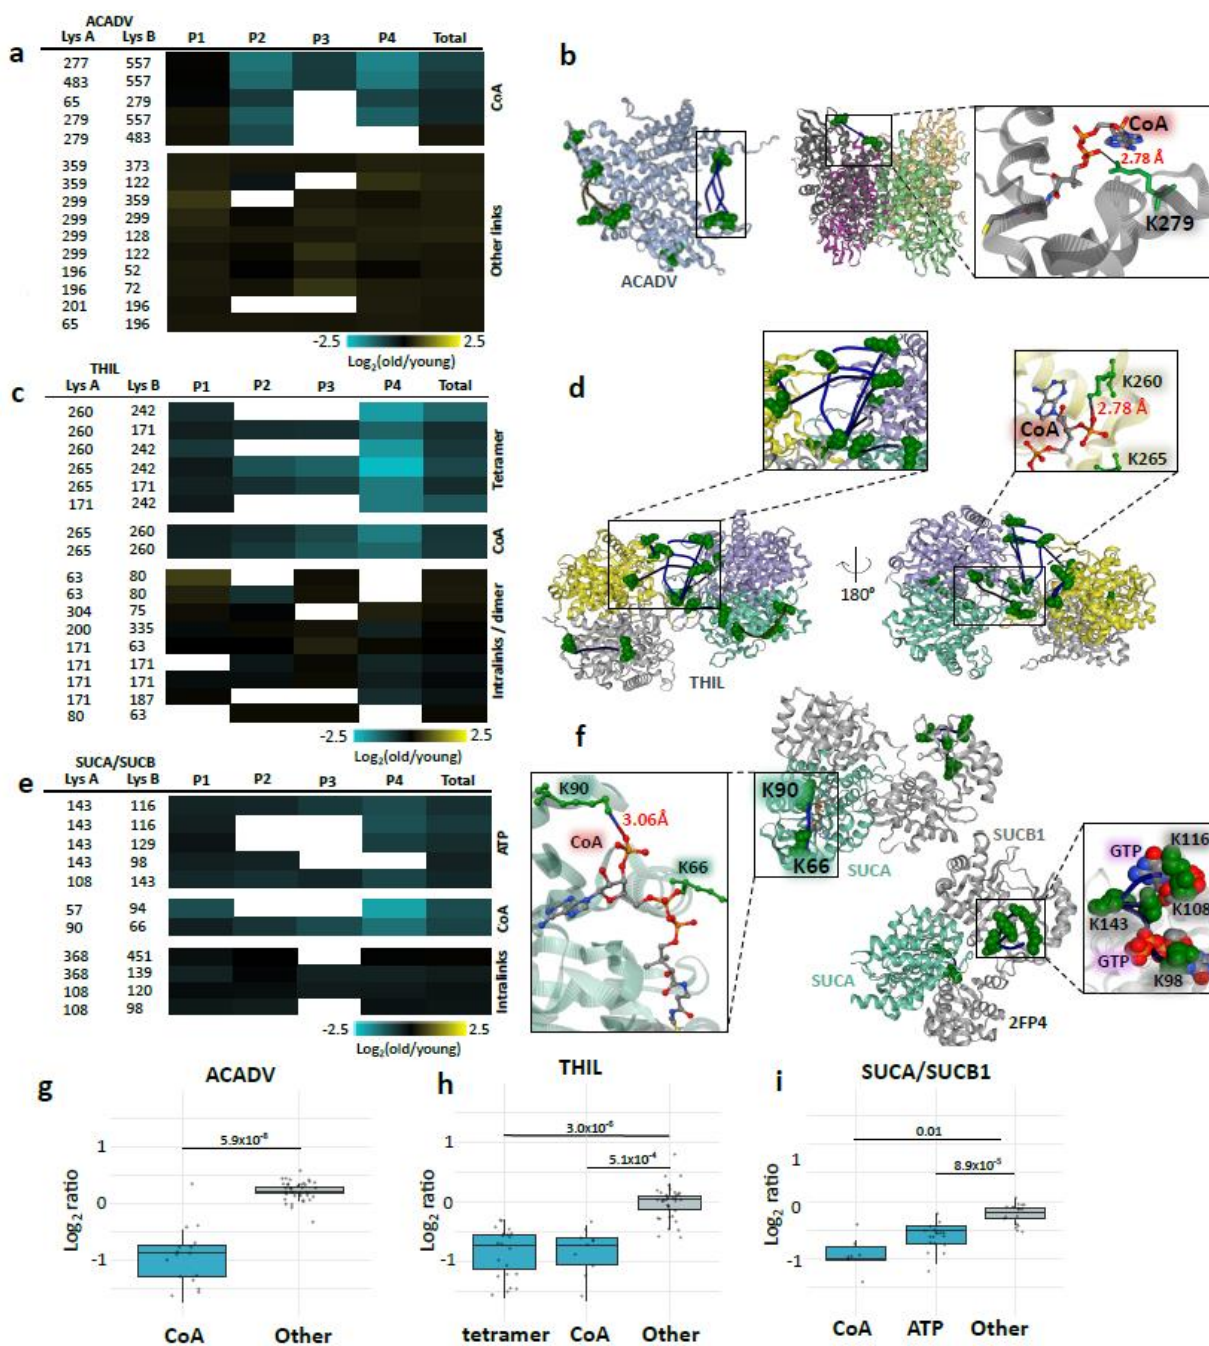 a
ACADV
Lys A Lys B P1 P2 P3 P4 Total
277 557
483 557
65 279
279 557
279 483
CoA
359 373
359 122
299 359
299 299
299 128
299 122
196 52
196 72
201 196
65 196
Other links
-2.5 2.5
Log₂(old/young)
b
ACADV
CoA
2.78 Å
K279
c
THIL
Lys A Lys B P1 P2 P3 P4 Total
260 242
260 171
260 242
265 242
265 171
171 242
Tetramer
265 260
265 260
CoA
63 80
63 80
304 75
200 335
171 63
171 171
171 171
171 187
80 63
Intralinks / dimer
-2.5 2.5
Log₂(old/young)
d
K260
2.78 Å
CoA
K265
180°
THIL
e
SUCA/SUCB
Lys A Lys B P1 P2 P3 P4 Total
143 116
143 116
143 129
143 98
108 143
ATP
57 94
90 66
CoA
368 451
368 139
108 120
108 98
Intralinks
-2.5 2.5
Log₂(old/young)
f
K90
3.06Å
CoA
K66
K90
K66
SUCA
SUCB1
SUCA
2FP4
GTP
K116
K143
K108
GTP
K98
g
ACADV
5.9x10⁻⁸
1
0
-1
Log₂ ratio
CoA Other
h
THIL
3.0x10⁻⁶
5.1x10⁻⁴
1
0
-1
Log₂ ratio
tetramer CoA Other
i
SUCA/SUCB1
0.01
8.9x10⁻⁵
1
0
-1
Log₂ ratio
CoA ATP Other